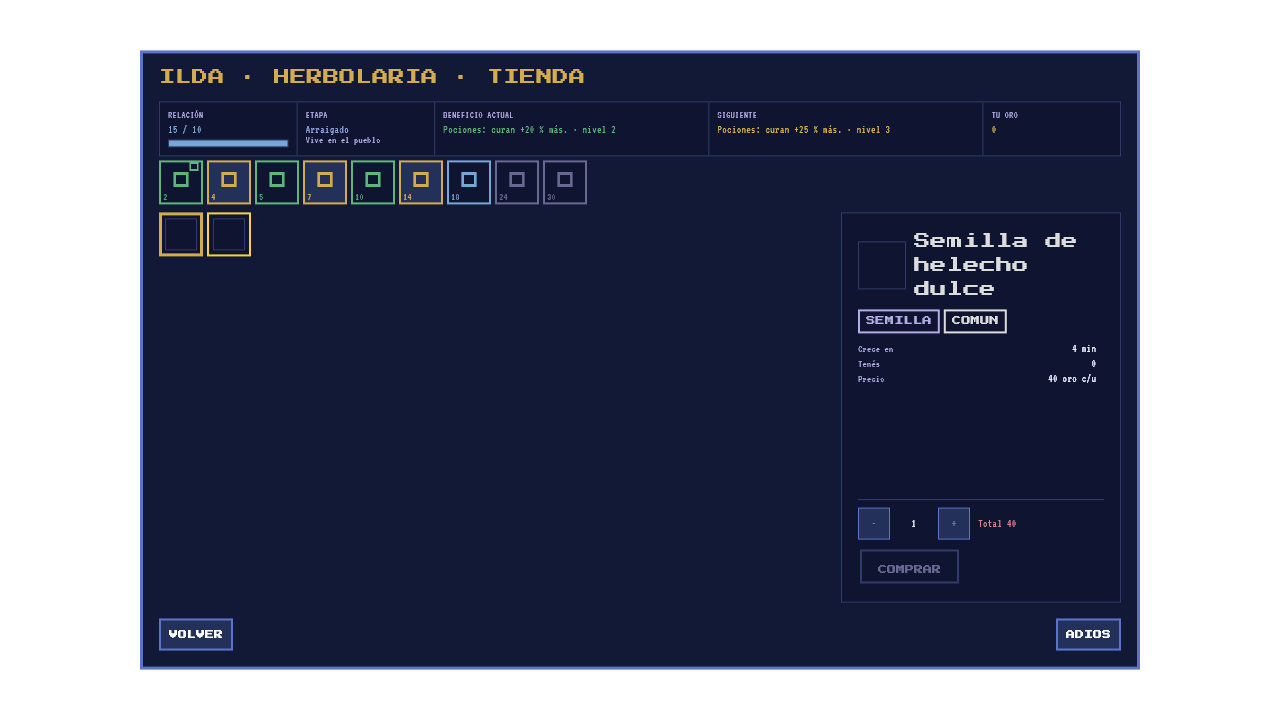 ILDA · HERBOLARIA · TIENDA
RELACIÓN
15 / 10
ETAPA
Arraigado
Vive en el pueblo
BENEFICIO ACTUAL
Pociones: curan +20 % más. · nivel 2
SIGUIENTE
Pociones: curan +25 % más. · nivel 3
TU ORO
0
2 4 5 7 10 14 18 24 30
Semilla de
helecho
dulce
SEMILLA COMUN
Crece en 4 min
Tenés 0
Precio 40 oro c/u
- 1 + Total 40
COMPRAR
VOLVER ADIOS